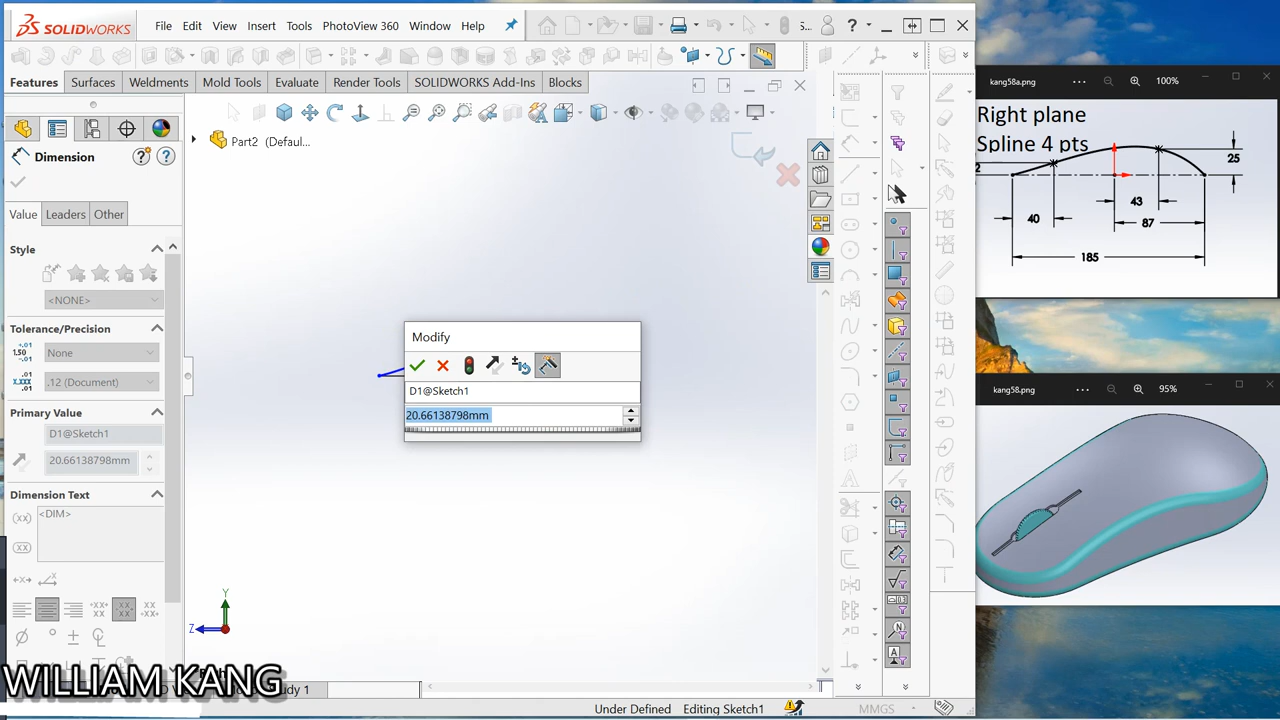 SOLIDWORKS File Edit View Insert Tools PhotoView 360 Window Help S... ?
Features Surfaces Weldments Mold Tools Evaluate Render Tools SOLIDWORKS Add-Ins Blocks
Part2 (Defaul...
Dimension
Value Leaders Other
Style
<NONE>
Tolerance/Precision
None
.12 (Document)
Primary Value
D1@Sketch1
20.66138798mm
Dimension Text
<DIM>
Modify
D1@Sketch1
20.66138798mm
Y
Z
WILLIAM KANG
udy 1
Under Defined Editing Sketch1 MMGS
kang58a.png ... 100%
Right plane
Spline 4 pts
2
25
43
40
87
185
kang58.png ... 95%